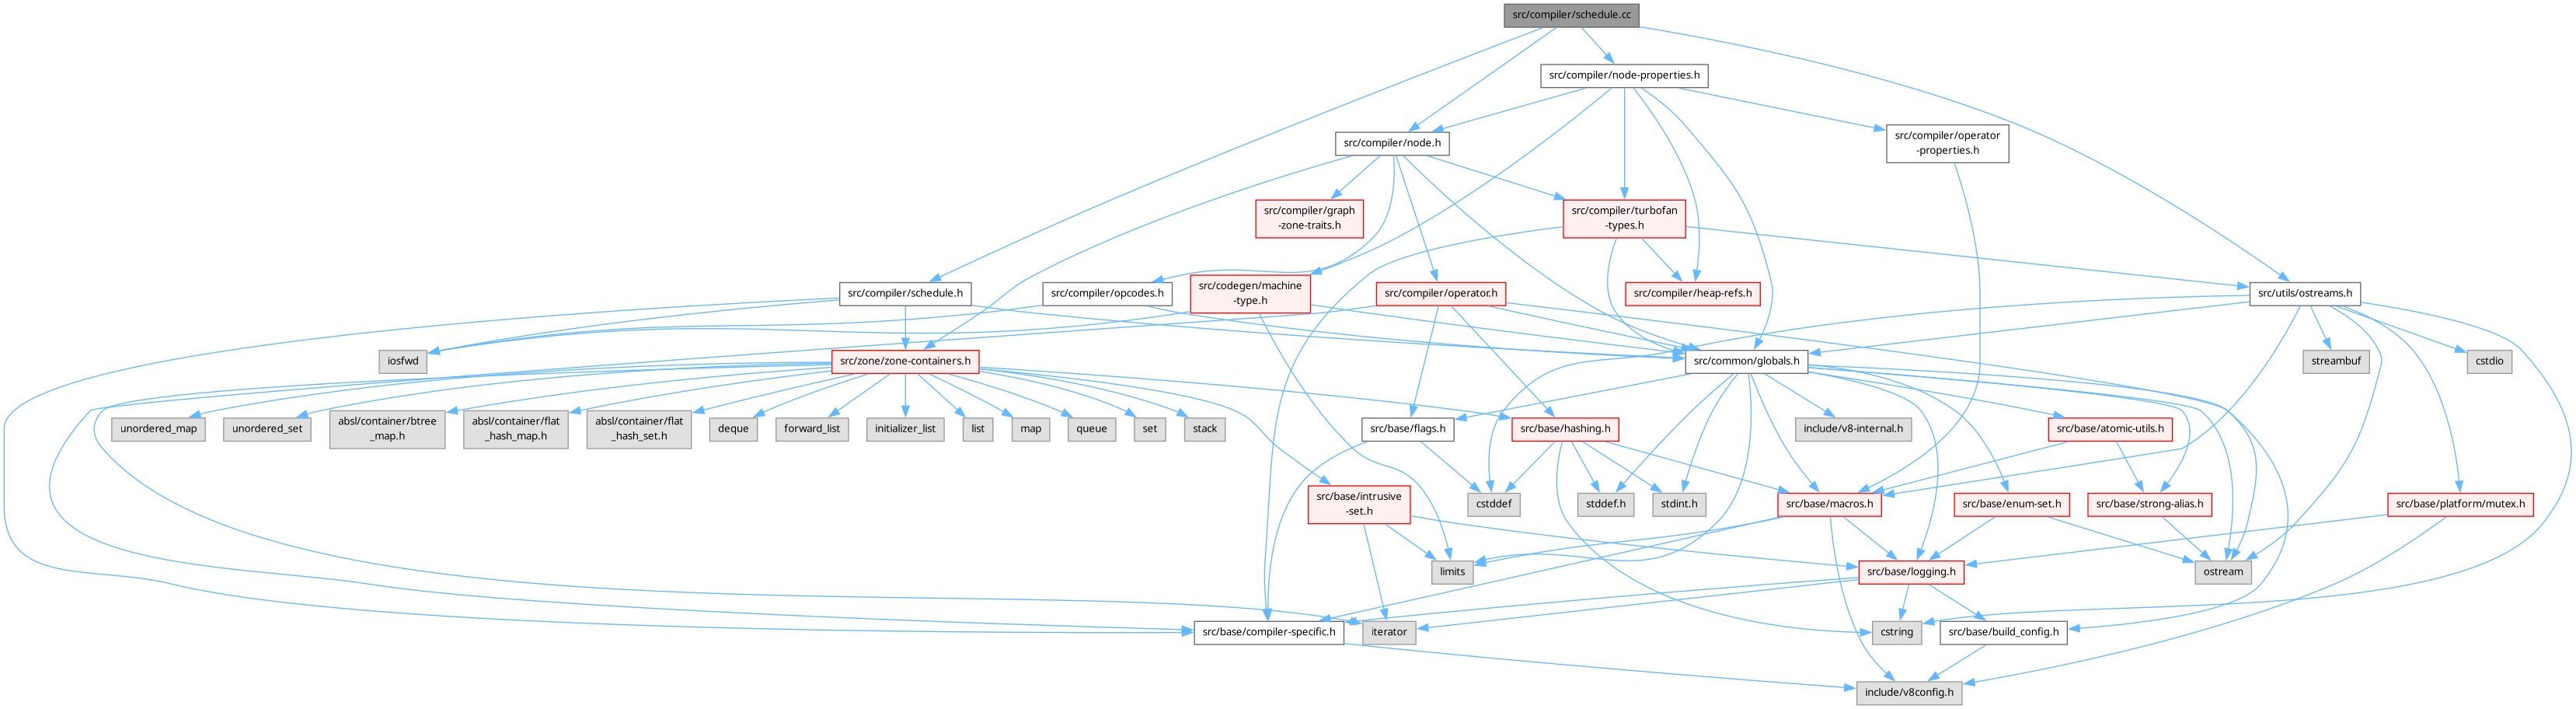 src/compiler/schedule.cc
src/compiler/node-properties.h
src/compiler/node.h
src/compiler/operator
-properties.h
src/compiler/graph
-zone-traits.h
src/compiler/turbofan
-types.h
src/compiler/schedule.h
src/compiler/opcodes.h
src/codegen/machine
-type.h
src/compiler/operator.h
src/compiler/heap-refs.h
src/utils/ostreams.h
iosfwd
src/zone/zone-containers.h
src/common/globals.h
streambuf
cstdio
unordered_map
unordered_set
absl/container/btree
_map.h
absl/container/flat
_hash_map.h
absl/container/flat
_hash_set.h
deque
forward_list
initializer_list
list
map
queue
set
stack
src/base/flags.h
src/base/hashing.h
include/v8-internal.h
src/base/atomic-utils.h
src/base/intrusive
-set.h
cstddef
stddef.h
stdint.h
src/base/macros.h
src/base/enum-set.h
src/base/strong-alias.h
src/base/platform/mutex.h
limits
src/base/logging.h
ostream
src/base/compiler-specific.h
iterator
cstring
src/base/build_config.h
include/v8config.h